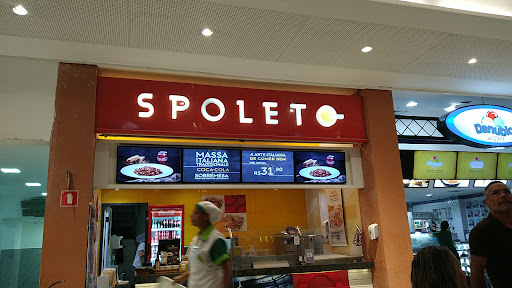 SPOLETO
MASSA
ITALIANA
TRADICIONAL
COCA-COLA
SOBREMESA
A ARTE ITALIANA
DE COMER BEM
R$ 31,90
Danubio